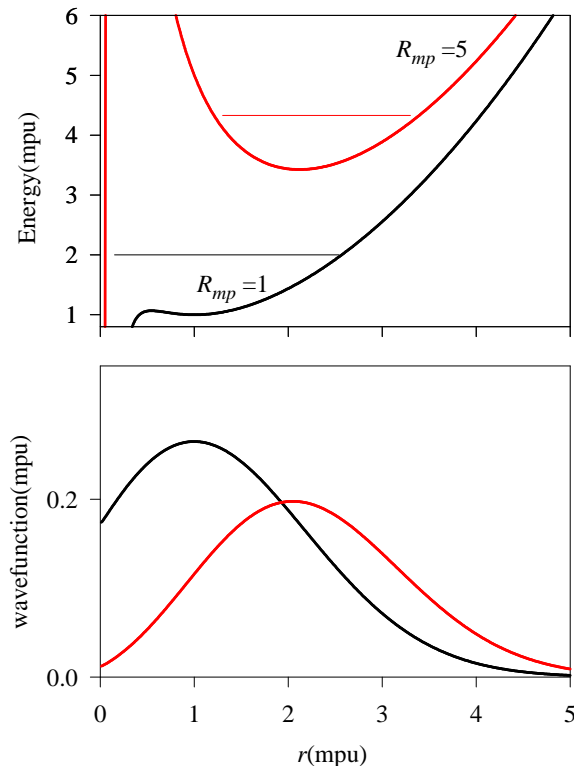 6
5
4
3
2
1
Energy(mpu)
R_mp =5
R_mp =1
0.2
0.0
wavefunction(mpu)
0 1 2 3 4 5
r(mpu)